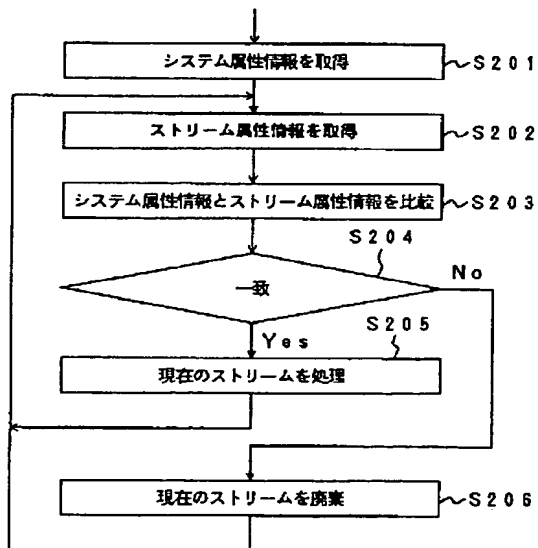 システム属性情報を取得
S201
ストリーム属性情報を取得
S202
システム属性情報とストリーム属性情報を比較
S203
S204
一致
No
Yes
S205
現在のストリームを処理
現在のストリームを廃棄
S206